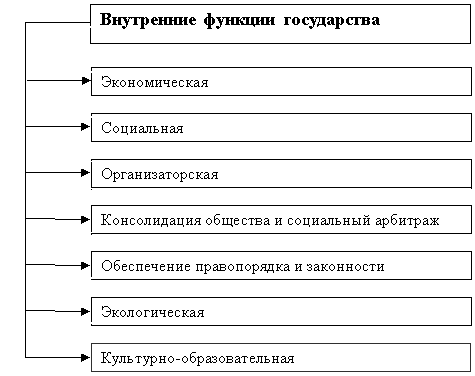 Внутренние функции государства
Экономическая
Социальная
Организаторская
Консолидация общества и социальный арбитраж
Обеспечение правопорядка и законности
Экологическая
Культурно-образовательная